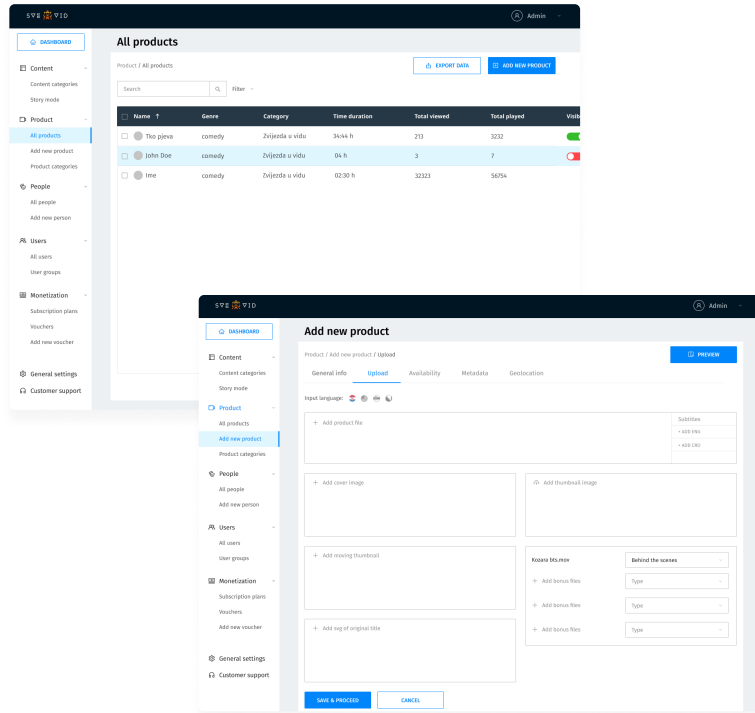 SVE VID
Admin
DASHBOARD
All products
Content
Content categories
Story mode
Product
All products
Add new product
Product categories
People
All people
Add new person
Users
All users
User groups
Monetization
Subscription plans
Vouchers
Add new voucher
General settings
Customer support
Product / All products
EXPORT DATA
ADD NEW PRODUCT
Search
Filter
Name ↑ Genre Category Time duration Total viewed Total played Visib
Tko pjeva comedy Zvijezda u vidu 34:44 h 213 3232
John Doe comedy Zvijezda u vidu 04 h 3 7
Ime comedy Zvijezda u vidu 02:30 h 32323 56754
SVE VID
Admin
DASHBOARD
Content
Content categories
Story mode
Product
All products
Add new product
Product categories
People
All people
Add new person
Users
All users
User groups
Monetization
Subscription plans
Vouchers
Add new voucher
General settings
Customer support
Add new product
Product / Add new product / Upload
PREVIEW
General info Upload Availability Metadata Geolocation
Input language:
+ Add product file
Subtitles
+ ADD ENG
+ ADD CRO
+ Add cover image
Add thumbnail image
+ Add moving thumbnail
Kozara bts.mov Behind the scenes
+ Add bonus files Type
+ Add bonus files Type
+ Add bonus files Type
+ Add svg of original title
SAVE & PROCEED
CANCEL